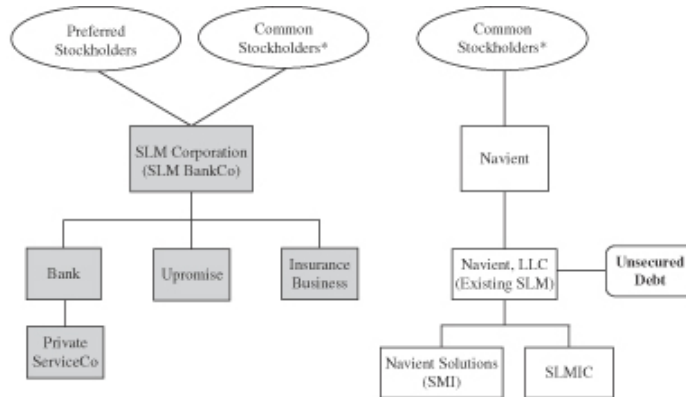 Preferred
Stockholders
Common
Stockholders*
Common
Stockholders*
SLM Corporation
(SLM BankCo)
Navient
Bank
Upromise
Insurance
Business
Navient, LLC
(Existing SLM)
Unsecured
Debt
Private
ServiceCo
Navient Solutions
(SMI)
SLMIC